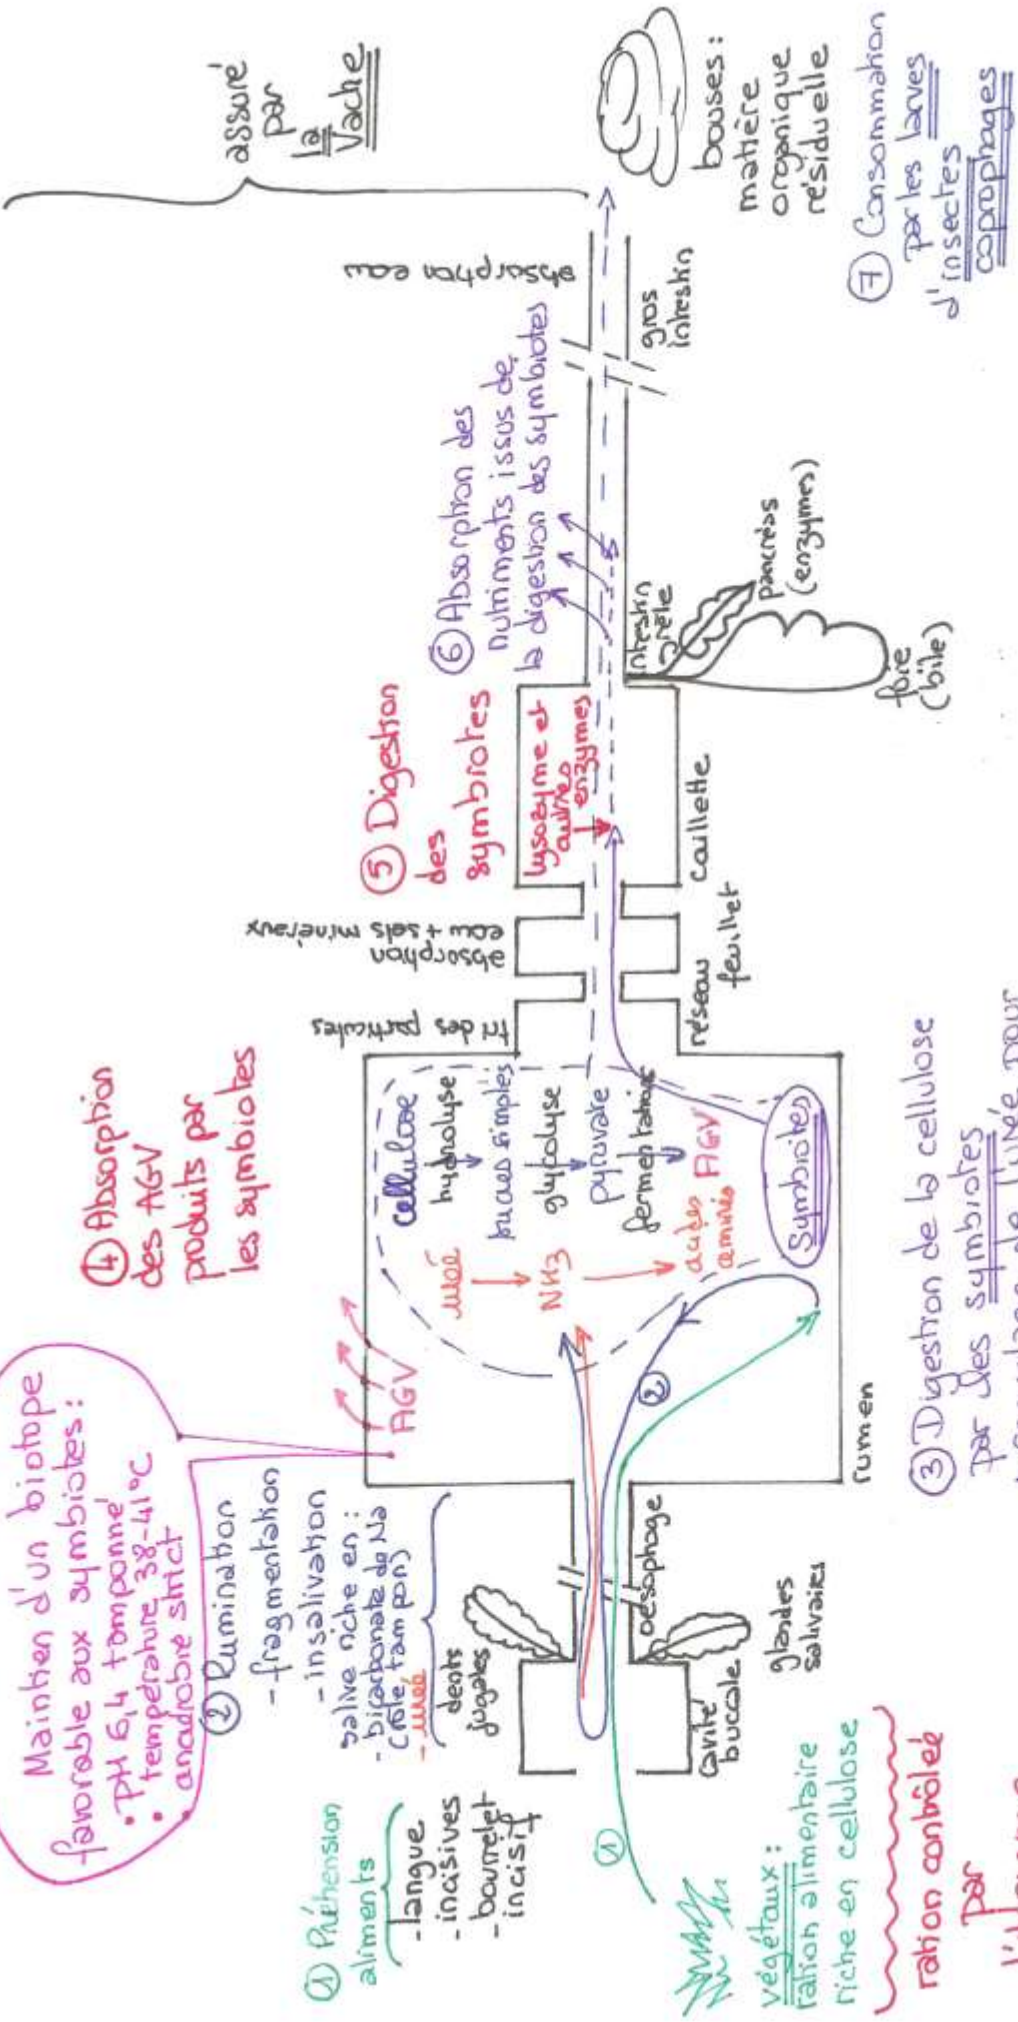 Maintien d'un biotope
favorable aux symbiotes :
• pH 6,4 tamponné
• température 38-41°C
• anaérobie strict
① Préhension
aliments
- langue
- incisives
- bourrelet
incisif
②Rumination
- fragmentation
- insalivation
salive riche en :
- bicarbonate de Na
(rôle tampon)
- urée
dents
jugales
④ Absorption
des AGV
produits par
les symbiotes
⑤ Digestion
des
symbiotes
⑥ Absorption des
nutriments issus de
la digestion des symbiotes
assuré
par
la
Vache
①
végétaux :
ration alimentaire
riche en cellulose
ration contrôlée
par
cavité
buccale
oesophage
glandes
salivaires
②
AGV
urée
NH3
acides
aminés
cellulose
hydrolyse
oses simples
glycolyse
pyruvate
fermentations
AGV
Symbiotes
rumen
tri des particules
réseau
absorption
eau + sels minéraux
feuillet
lysozyme et
autres
enzymes
caillette
intestin
grêle
foie
(bile)
pancréas
(enzymes)
absorption eau
gros
intestin
bouses :
matière
organique
résiduelle
③ Digestion de la cellulose
par des symbiotes
⑦ Consommation
par les larves
d'insectes
coprophages